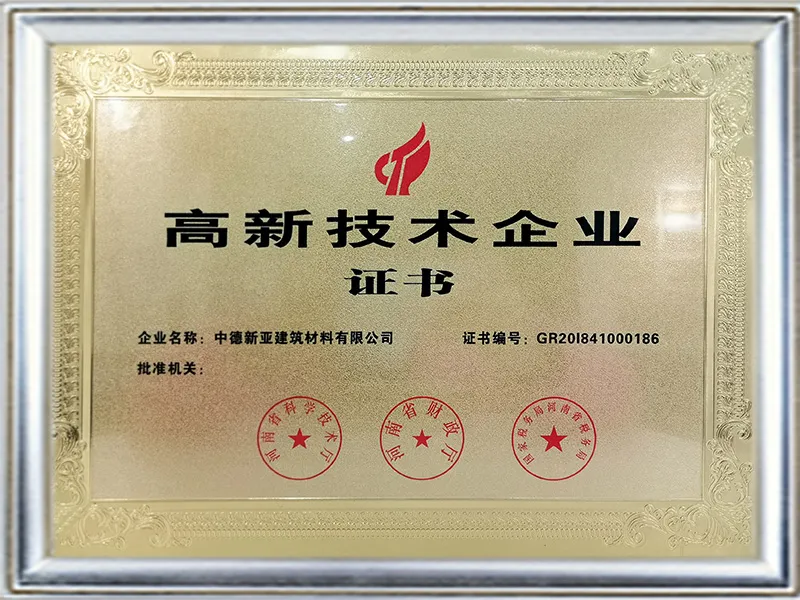 高新技术企业
证书
企业名称：中德新亚建筑材料有限公司 证书编号：GR20I841000186
批准机关：
河南省科学技术厅
河南省财政厅
国家税务局河南省税务局